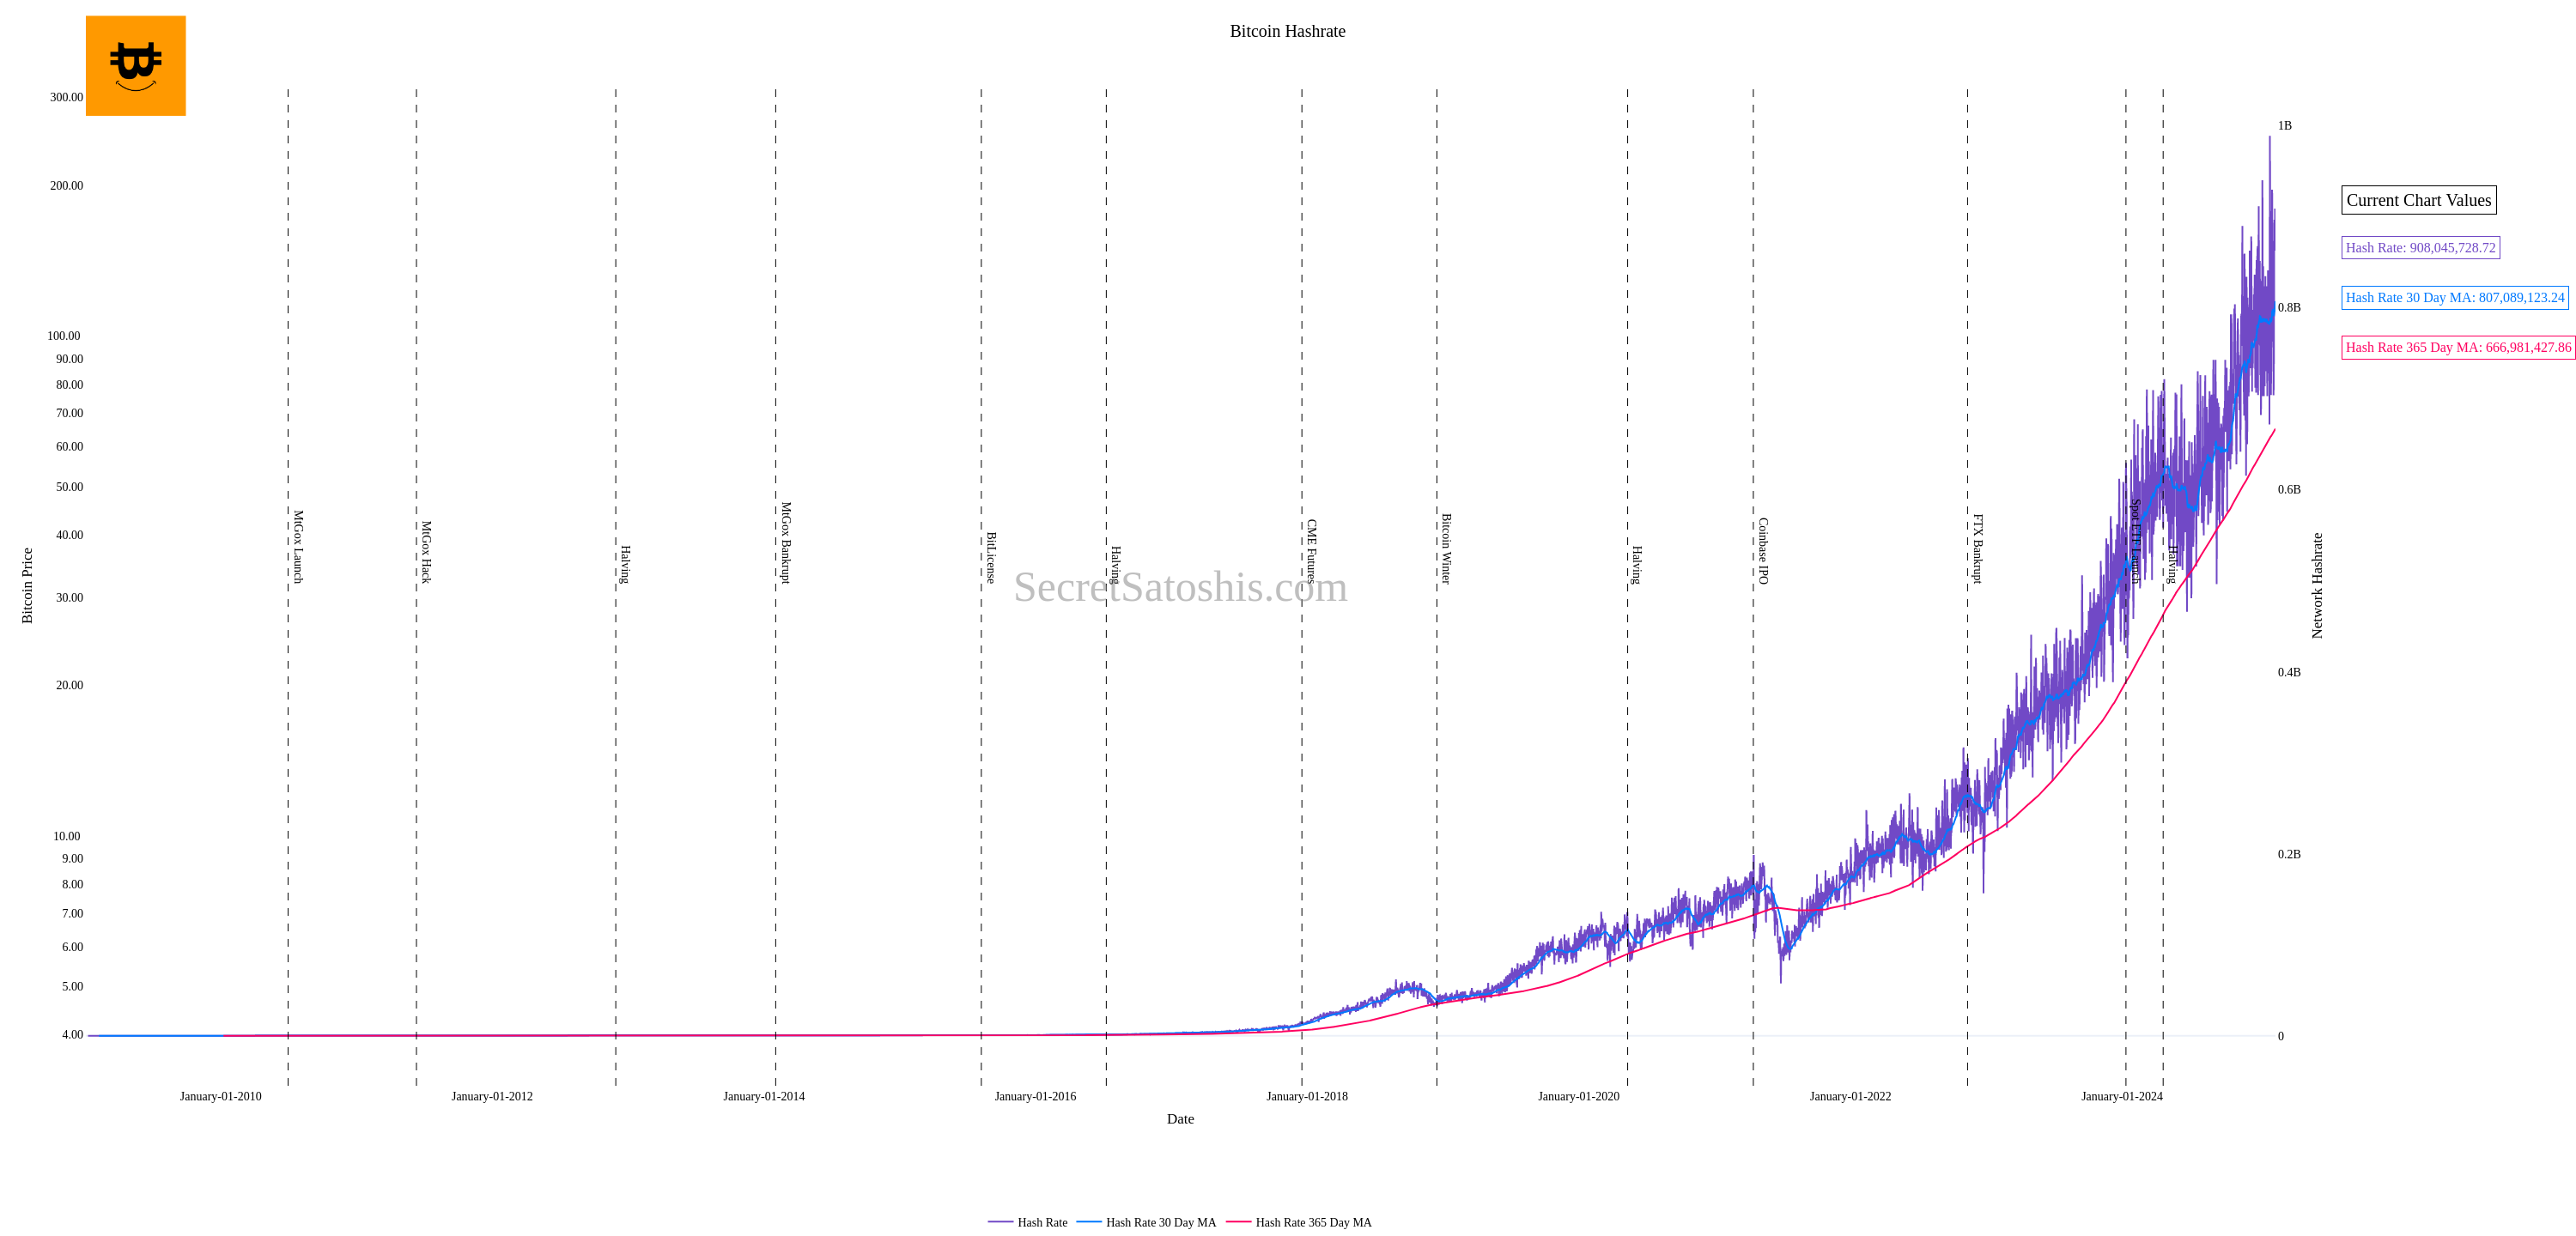 Bitcoin Hashrate
300.00
200.00
100.00
90.00
80.00
70.00
60.00
50.00
40.00
30.00
20.00
10.00
9.00
8.00
7.00
6.00
5.00
4.00
Bitcoin Price
MtGox Launch
MtGox Hack
Halving
MtGox Bankrupt
BitLicense
Halving
CME Futures
Bitcoin Winter
Halving
Coinbase IPO
FTX Bankrupt
Spot ETF Launch
Halving
SecretSatoshis.com
1B
0.8B
0.6B
0.4B
0.2B
0
Network Hashrate
Current Chart Values
Hash Rate: 908,045,728.72
Hash Rate 30 Day MA: 807,089,123.24
Hash Rate 365 Day MA: 666,981,427.86
January-01-2010
January-01-2012
January-01-2014
January-01-2016
January-01-2018
January-01-2020
January-01-2022
January-01-2024
Date
Hash Rate
Hash Rate 30 Day MA
Hash Rate 365 Day MA